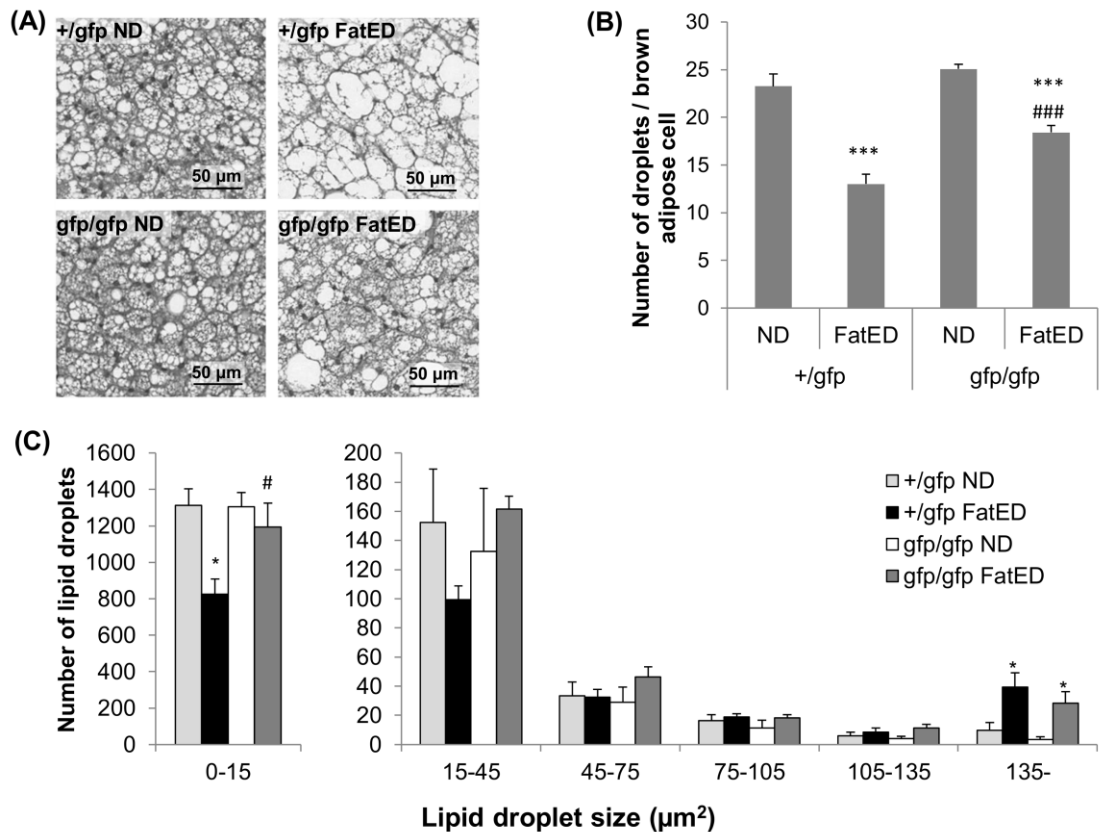 (A)
+/gfp ND
50 µm
+/gfp FatED
50 µm
gfp/gfp ND
50 µm
gfp/gfp FatED
50 µm
(B)
Number of droplets / brown
adipose cell
30
25
20
15
10
5
0
***
***
###
ND
FatED
ND
FatED
+/gfp
gfp/gfp
(C)
Number of lipid droplets
1600
1400
1200
1000
800
600
400
200
0
*
#
0-15
200
180
160
140
120
100
80
60
40
20
0
*
*
15-45
45-75
75-105
105-135
135-
+/gfp ND
+/gfp FatED
gfp/gfp ND
gfp/gfp FatED
Lipid droplet size (µm²)